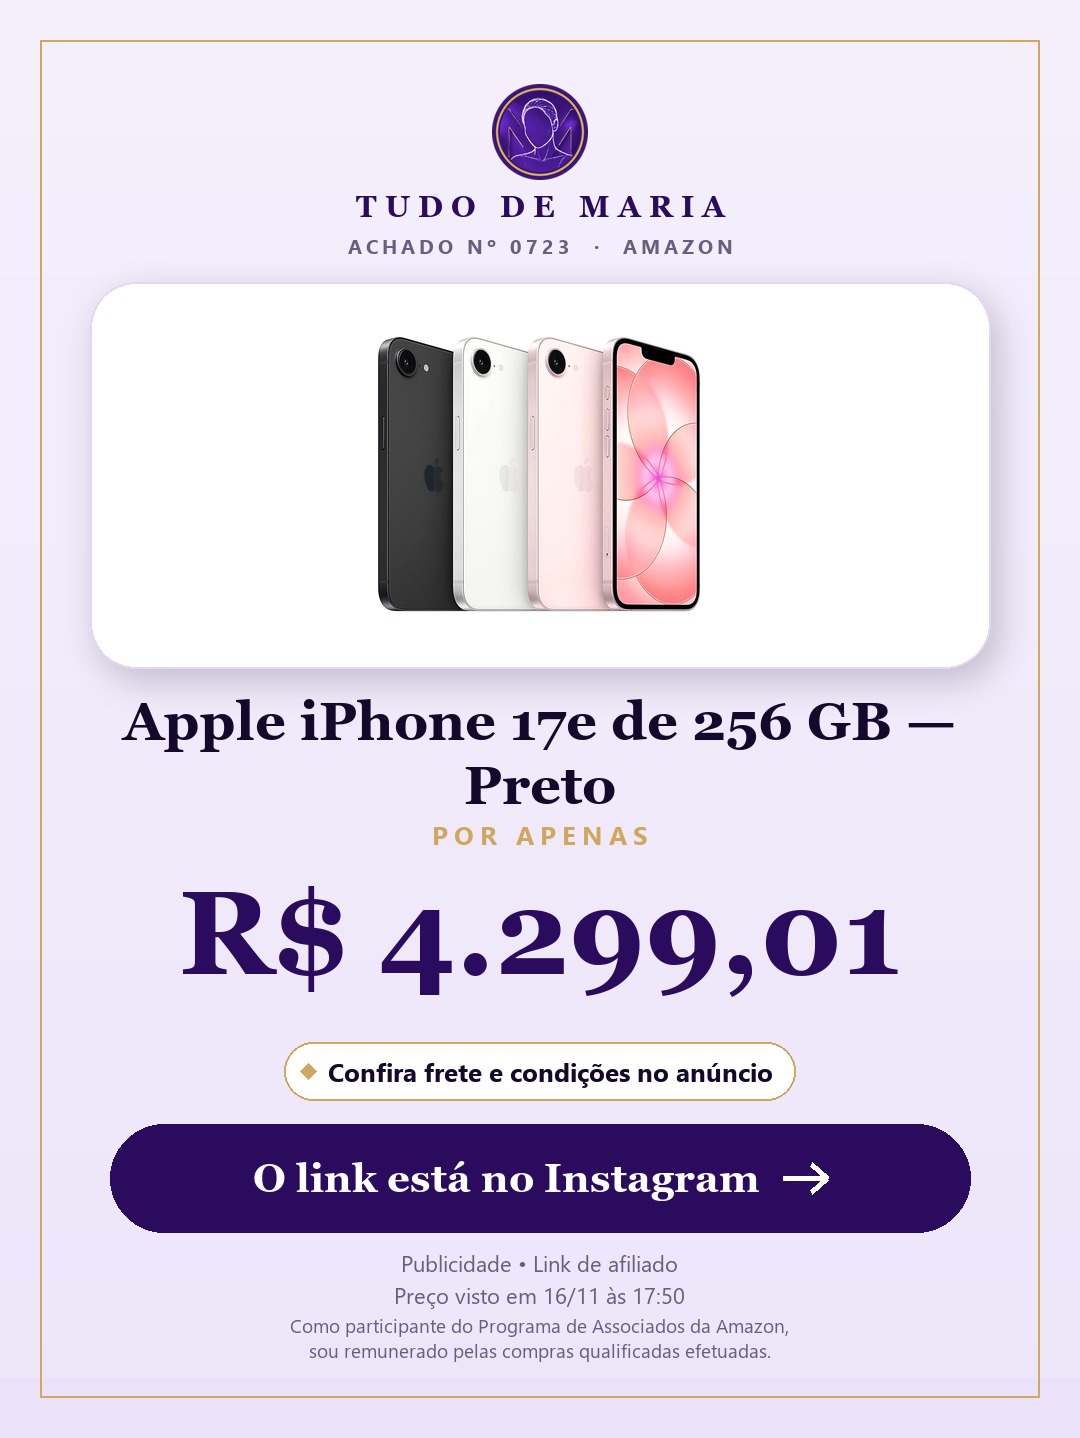 TUDO DE MARIA
ACHADO Nº 0723 · AMAZON
Apple iPhone 17e de 256 GB —
Preto
POR APENAS
R$ 4.299,01
Confira frete e condições no anúncio
O link está no Instagram →
Publicidade • Link de afiliado
Preço visto em 16/11 às 17:50
Como participante do Programa de Associados da Amazon,
sou remunerado pelas compras qualificadas efetuadas.